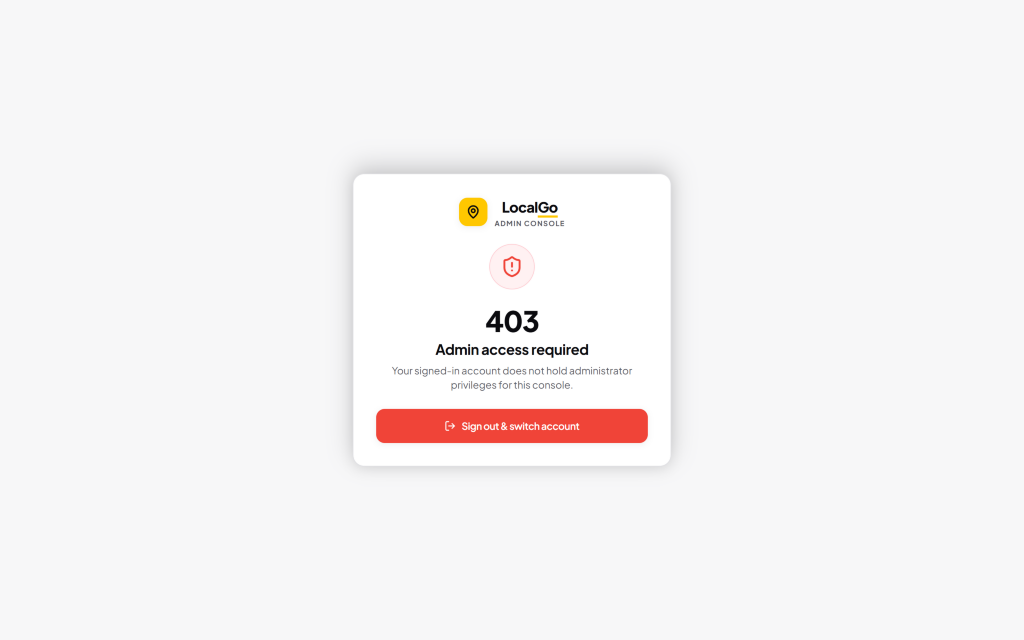 LocalGo
ADMIN CONSOLE
403
Admin access required
Your signed-in account does not hold administrator
privileges for this console.
Sign out & switch account